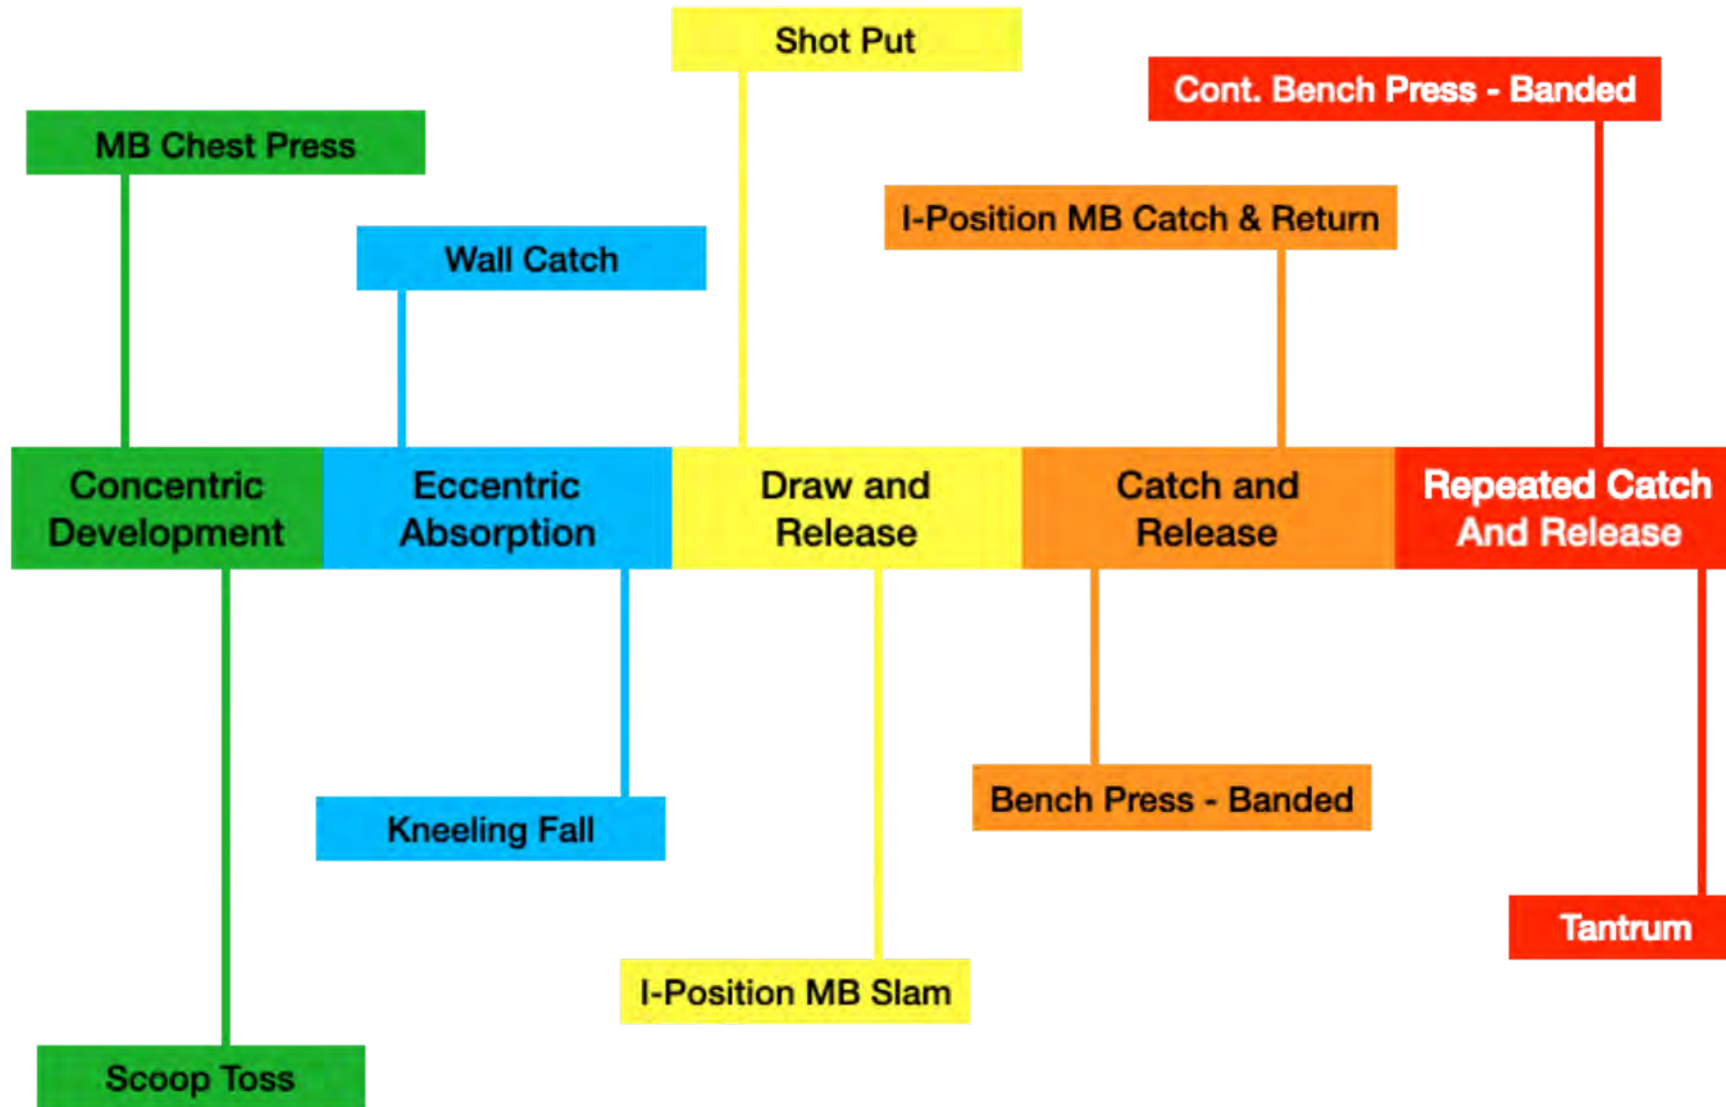 Shot Put
Cont. Bench Press - Banded
MB Chest Press
I-Position MB Catch & Return
Wall Catch
Concentric
Development
Eccentric
Absorption
Draw and
Release
Catch and
Release
Repeated Catch
And Release
Bench Press - Banded
Kneeling Fall
Tantrum
I-Position MB Slam
Scoop Toss